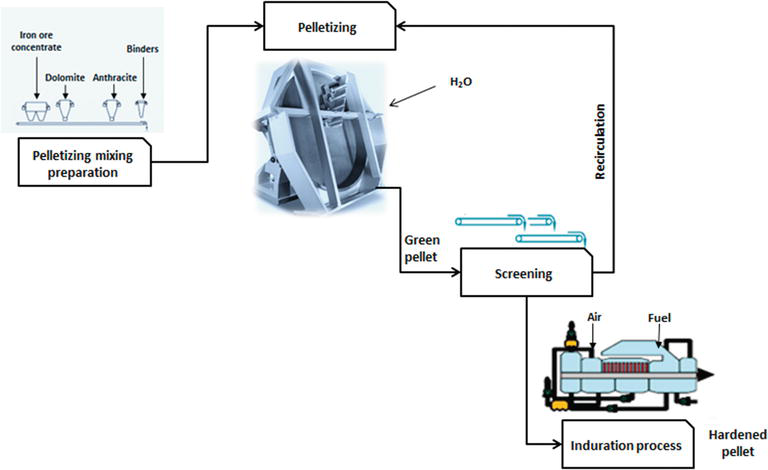 Iron ore
concentrate
Binders
Dolomite
Anthracite
Pelletizing mixing
preparation
Pelletizing
H₂O
Recirculation
Green
pellet
Screening
Air
Fuel
Induration process
Hardened
pellet